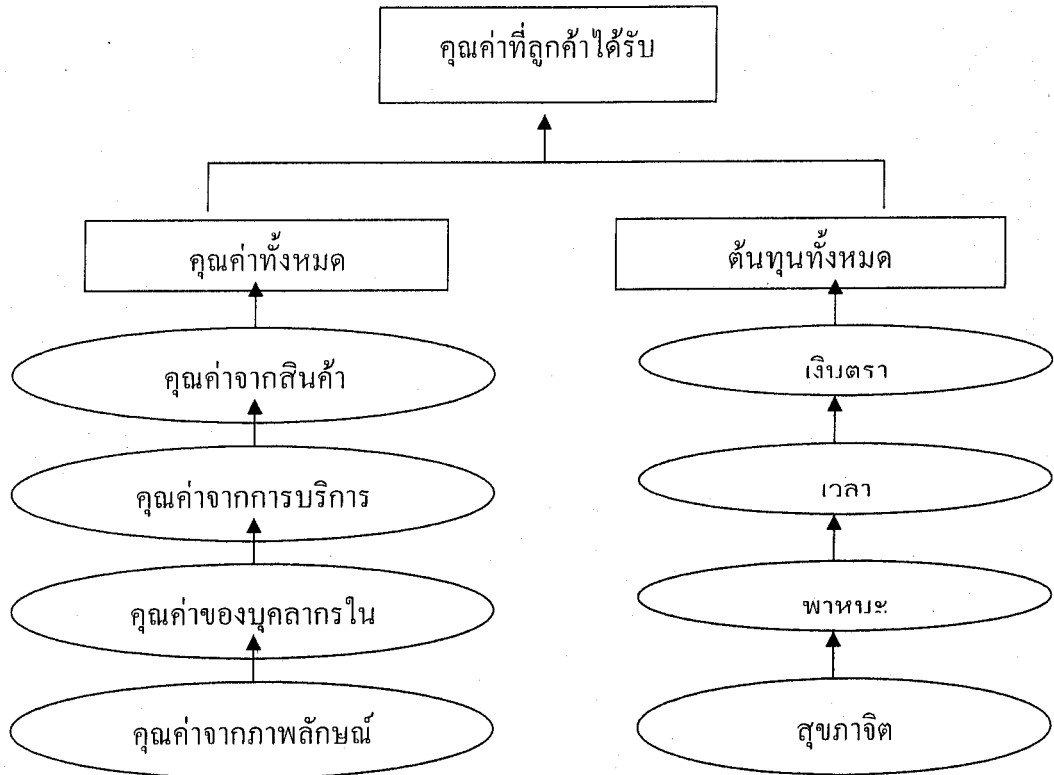 คุณค่าที่ลูกค้าได้รับ
คุณค่าทั้งหมด
ต้นทุนทั้งหมด
คุณค่าจากสินค้า
เงินตรา
คุณค่าจากการบริการ
เวลา
คุณค่าของบุคลากรใน
พาหนะ
คุณค่าจากภาพลักษณ์
สุขภาจิต